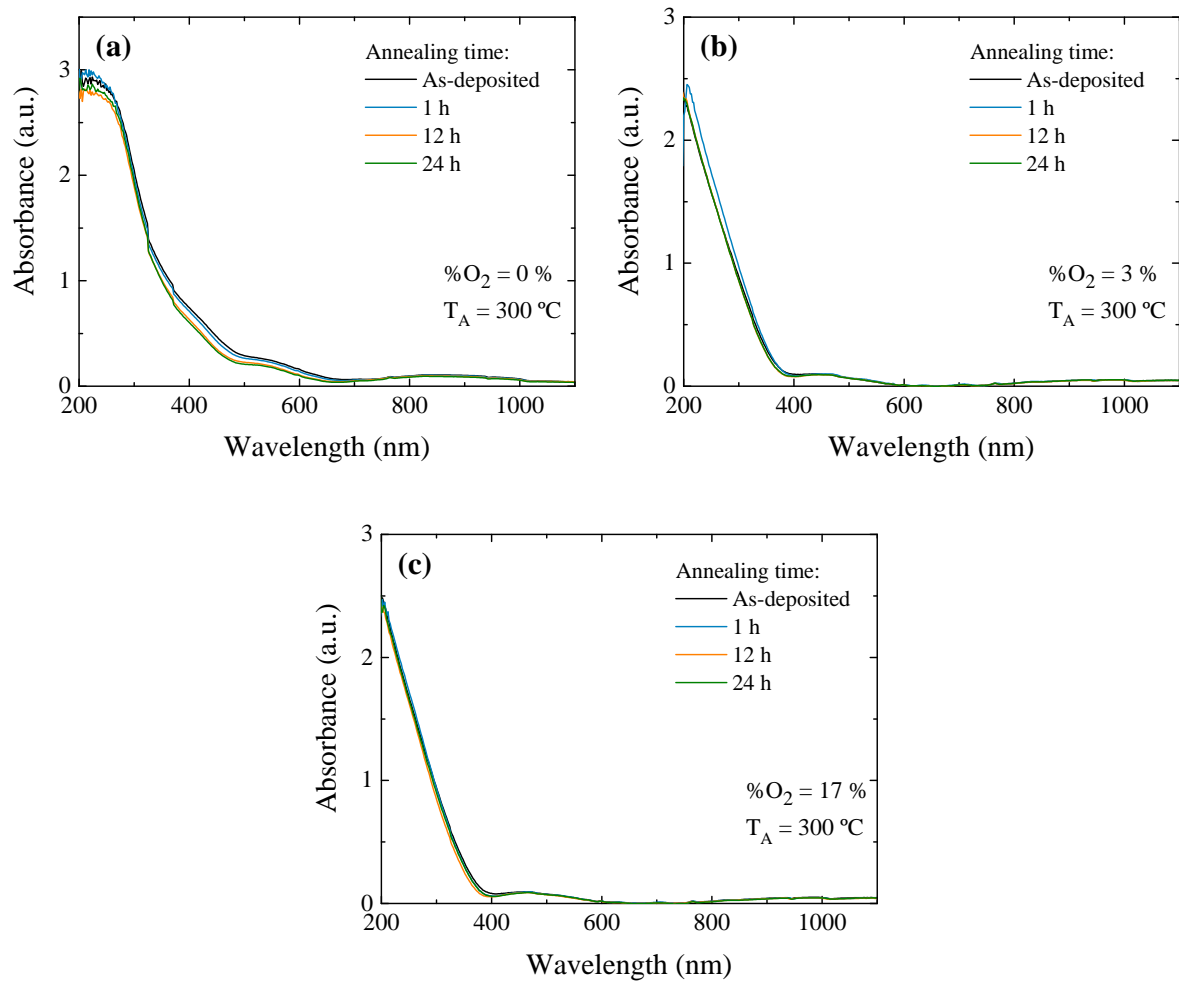 (a)
Annealing time:
As-deposited
1 h
12 h
24 h
%O2 = 0 %
TA = 300 ºC
Absorbance (a.u.)
3
2
1
0
200 400 600 800 1000
Wavelength (nm)
(b)
Annealing time:
As-deposited
1 h
12 h
24 h
%O2 = 3 %
TA = 300 ºC
Absorbance (a.u.)
3
2
1
0
200 400 600 800 1000
Wavelength (nm)
(c)
Annealing time:
As-deposited
1 h
12 h
24 h
%O2 = 17 %
TA = 300 ºC
Absorbance (a.u.)
3
2
1
0
200 400 600 800 1000
Wavelength (nm)